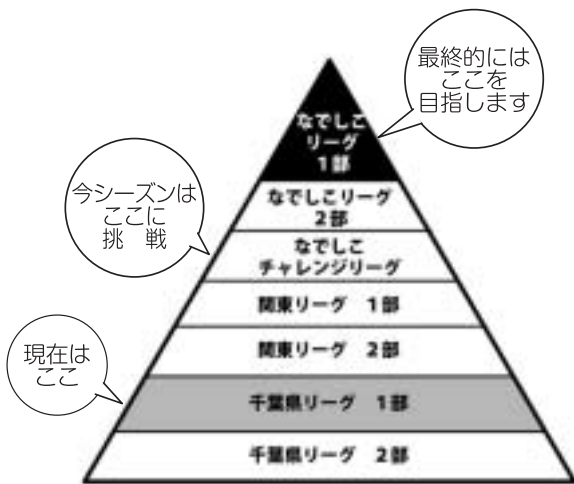 最終的には
ここを
目指します
なでしこ
リーグ
1部
今シーズンは
ここに
挑　戦
なでしこリーグ
2部
なでしこ
チャレンジリーグ
関東リーグ　1部
関東リーグ　2部
現在は
ここ
千葉県リーグ　1部
千葉県リーグ　2部